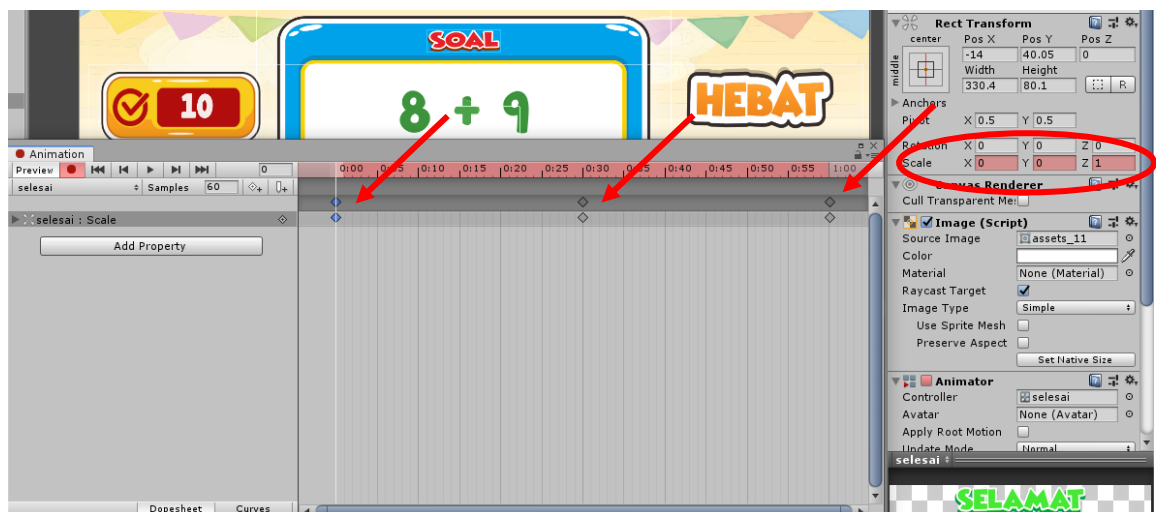 SOAL
10
8 + 9
HEBAT
Animation
Preview 0
0:00 0:05 0:10 0:15 0:20 0:25 0:30 0:35 0:40 0:45 0:50 0:55 1:00
selesai Samples 60
selesai : Scale
Add Property
Dopesheet Curves
Rect Transform
center Pos X Pos Y Pos Z
middle -14 40.05 0
Width Height
330.4 80.1 R
Anchors
Pivot X 0.5 Y 0.5
Rotation X 0 Y 0 Z 0
Scale X 0 Y 0 Z 1
Canvas Renderer
Cull Transparent Me
Image (Script)
Source Image assets_11
Color
Material None (Material)
Raycast Target
Image Type Simple
Use Sprite Mesh
Preserve Aspect
Set Native Size
Animator
Controller selesai
Avatar None (Avatar)
Apply Root Motion
Update Mode Normal
selesai
SELAMAT